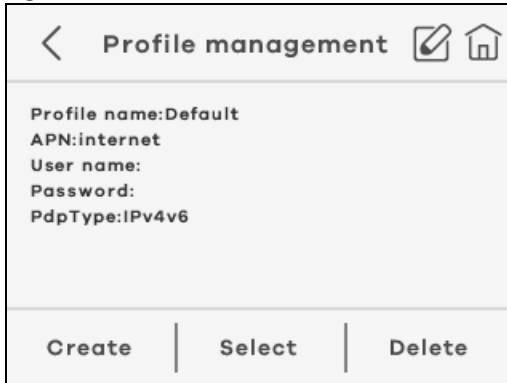 Profile management
Profile name:Default
APN:internet
User name:
Password:
PdpType:IPv4v6
Create
Select
Delete